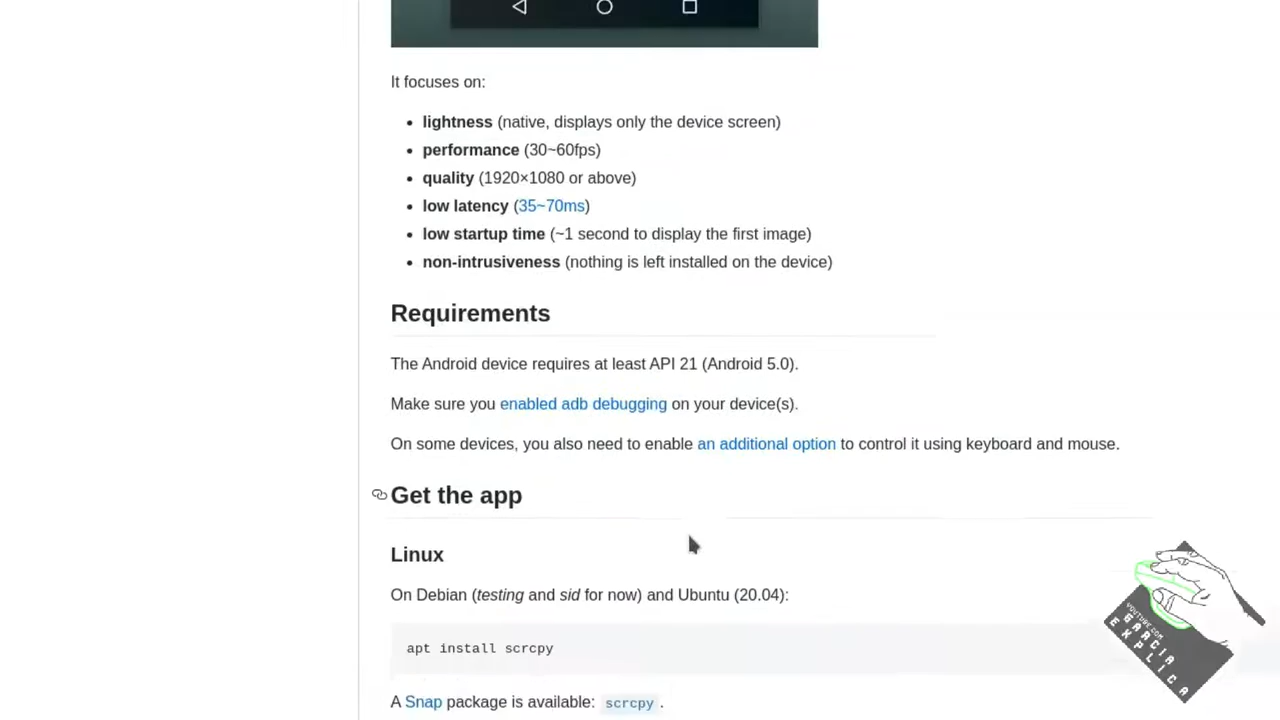 It focuses on:
lightness (native, displays only the device screen)
performance (30~60fps)
quality (1920×1080 or above)
low latency (35~70ms)
low startup time (~1 second to display the first image)
non-intrusiveness (nothing is left installed on the device)
Requirements
The Android device requires at least API 21 (Android 5.0).
Make sure you enabled adb debugging on your device(s).
On some devices, you also need to enable an additional option to control it using keyboard and mouse.
Get the app
Linux
On Debian (testing and sid for now) and Ubuntu (20.04):
apt install scrcpy
A Snap package is available: scrcpy.
YOUTUBE.COM
GARCIA
EXPLICA